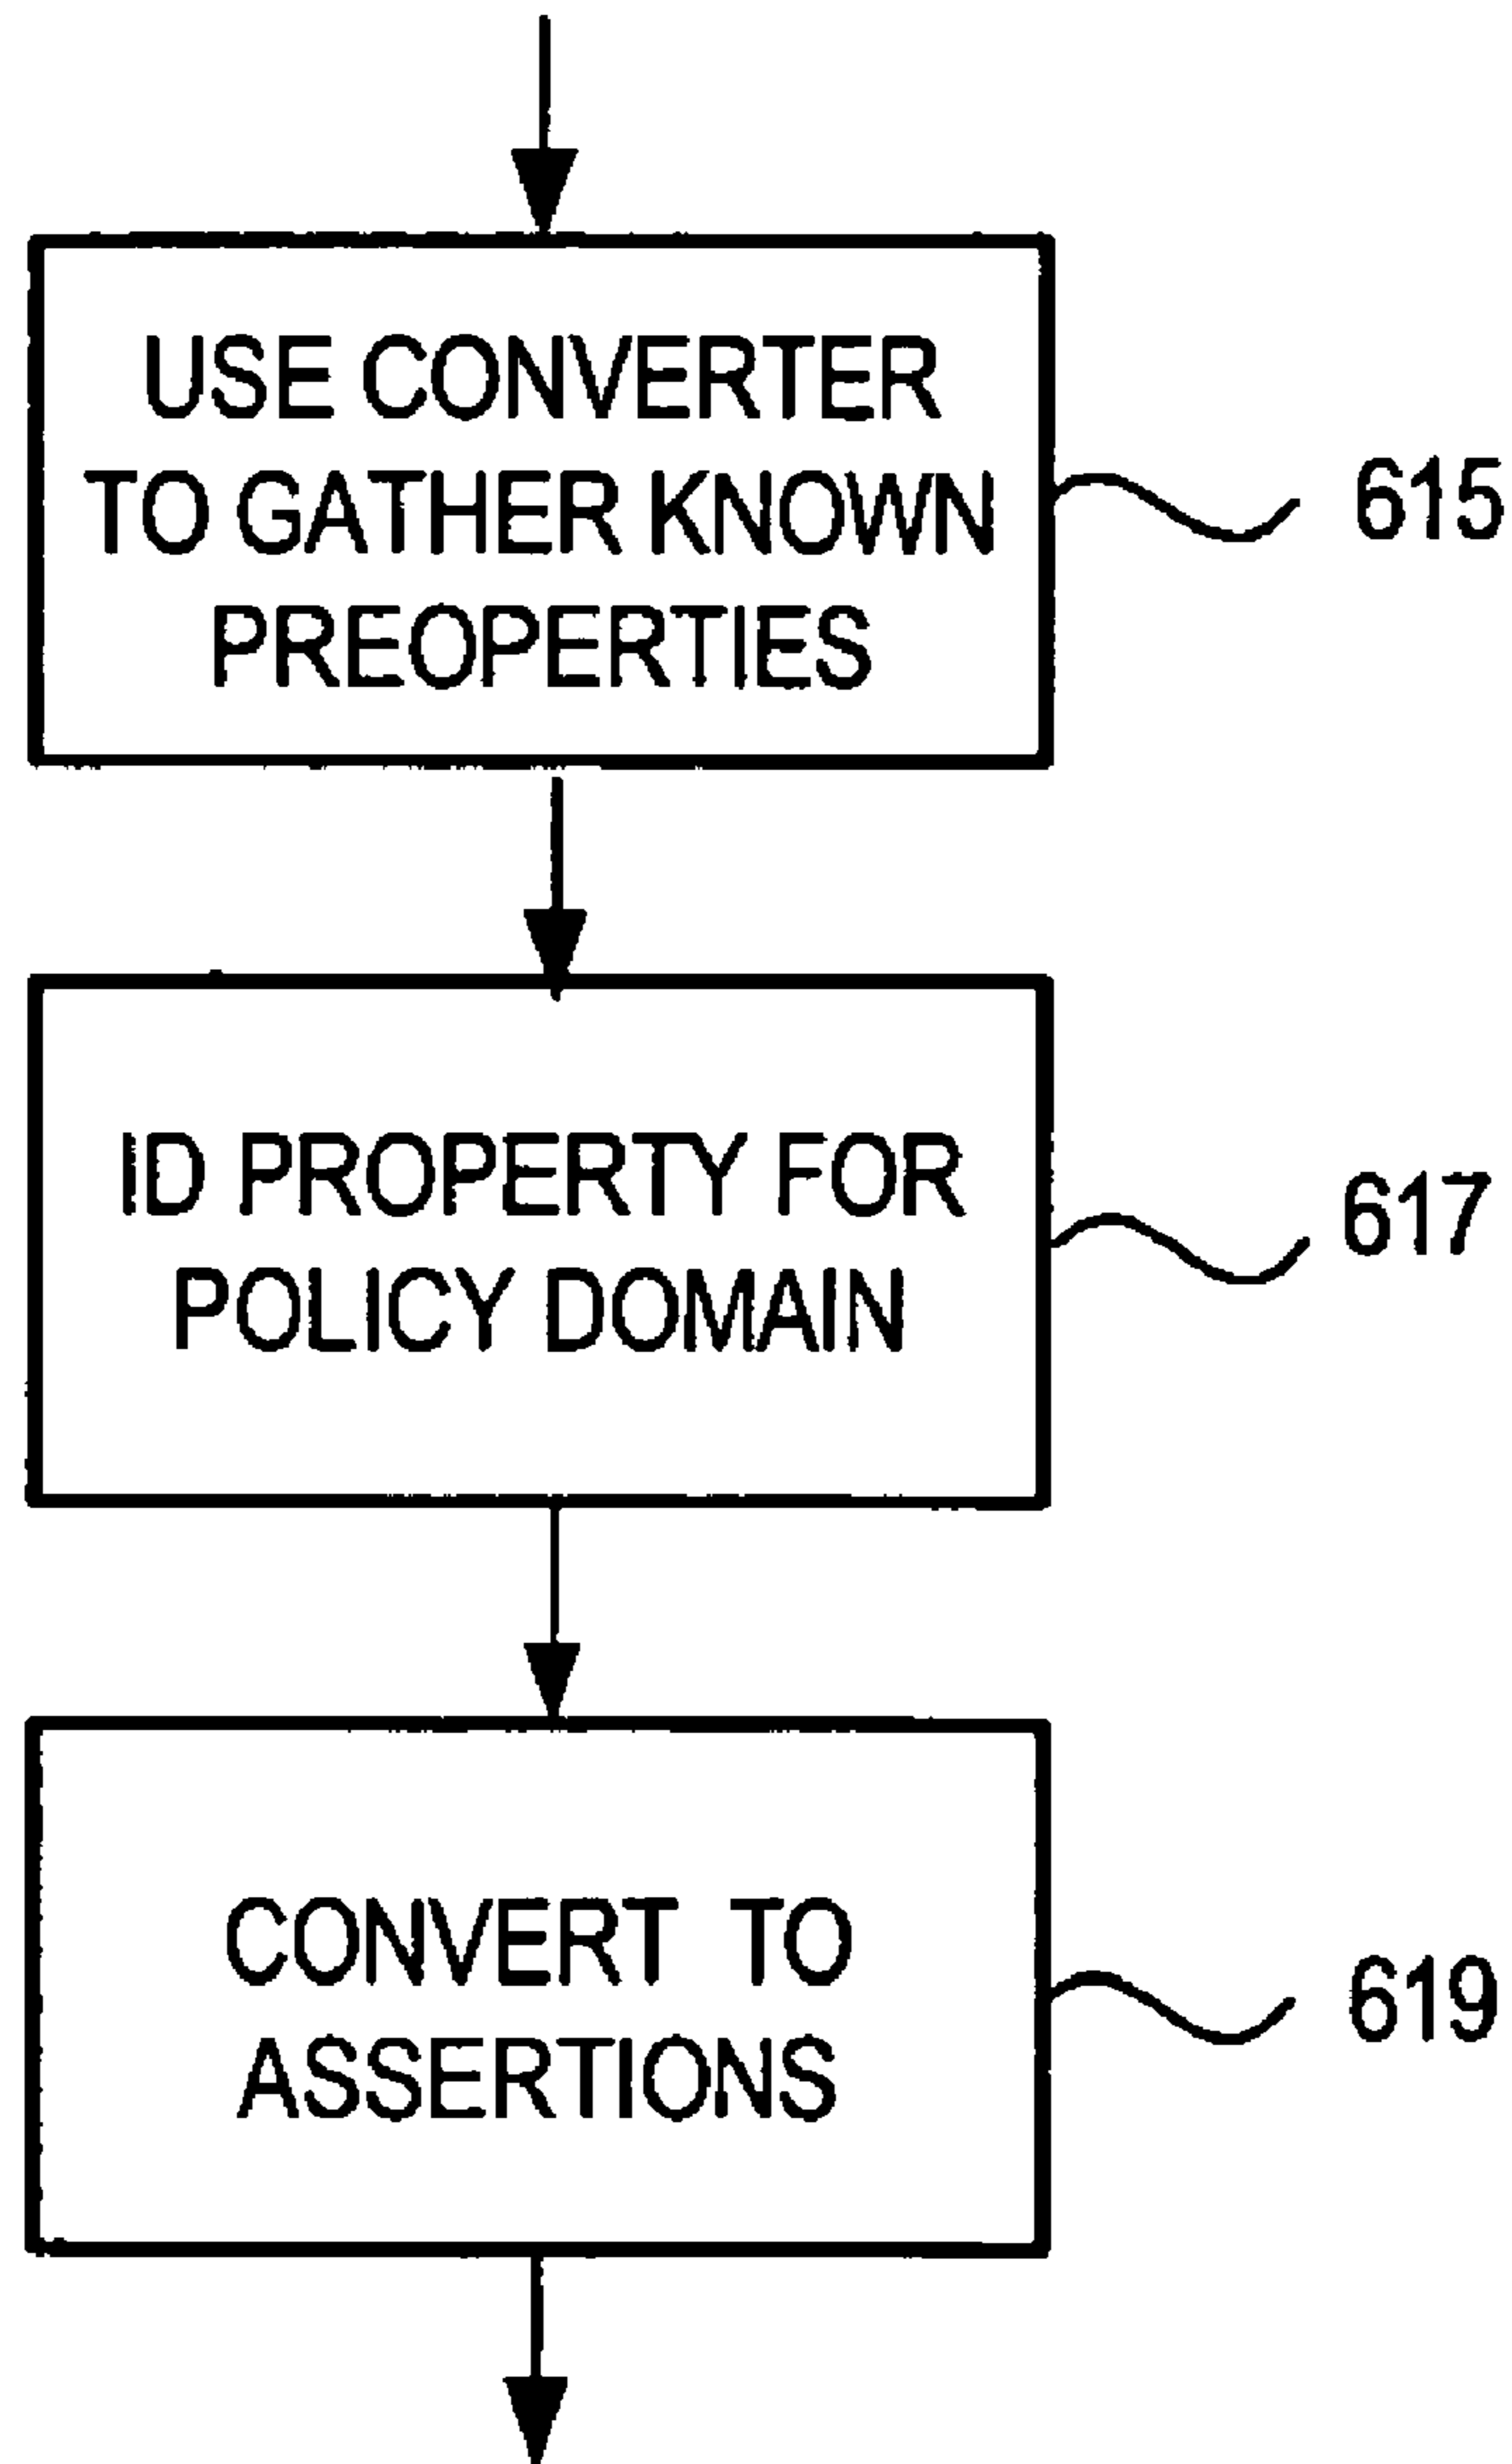 USE CONVERTER
TO GATHER KNOWN
PREOPERTIES
615
ID PROPERTY FOR
POLICY DOMAIN
617
CONVERT TO
ASSERTIONS
619